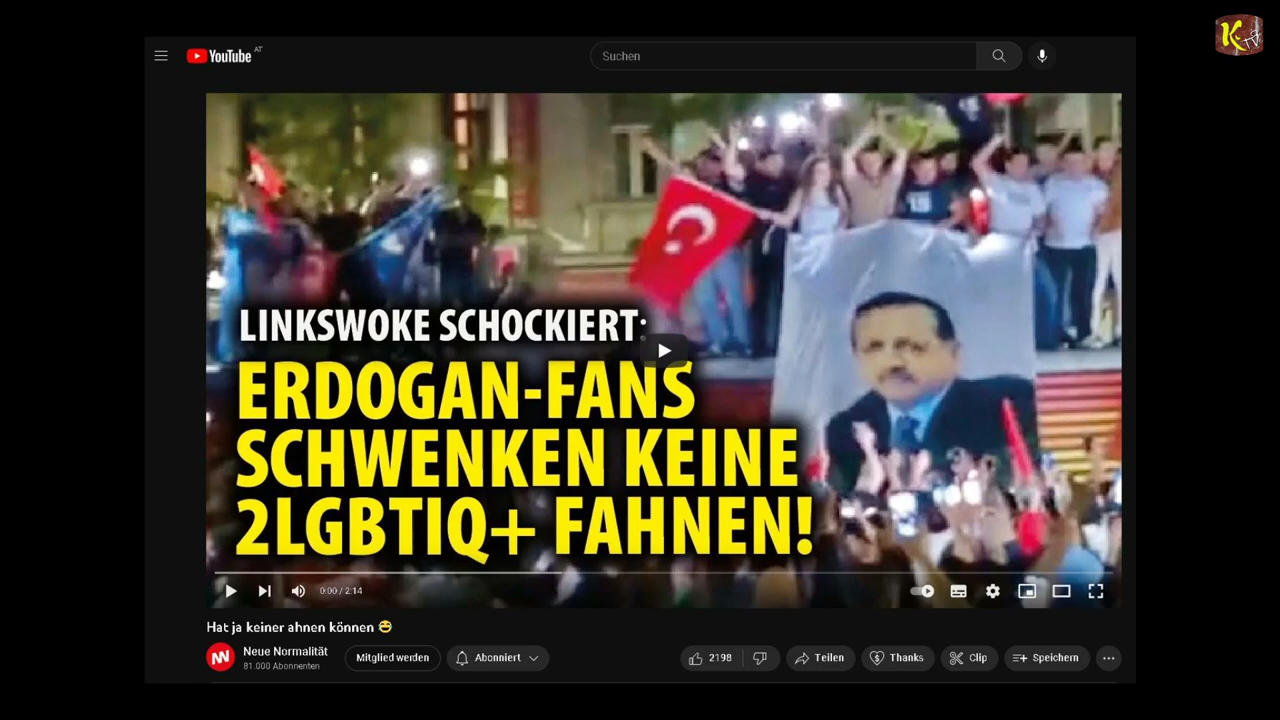 YouTube AT
Suchen
LINKSWOKE SCHOCKIERT:
ERDOGAN-FANS
SCHWENKEN KEINE
2LGBTIQ+ FAHNEN!
0:00 / 2:14
Hat ja keiner ahnen können 😂
Neue Normalität
81.000 Abonnenten
Mitglied werden
Abonniert
2198
Teilen
Thanks
Clip
Speichern